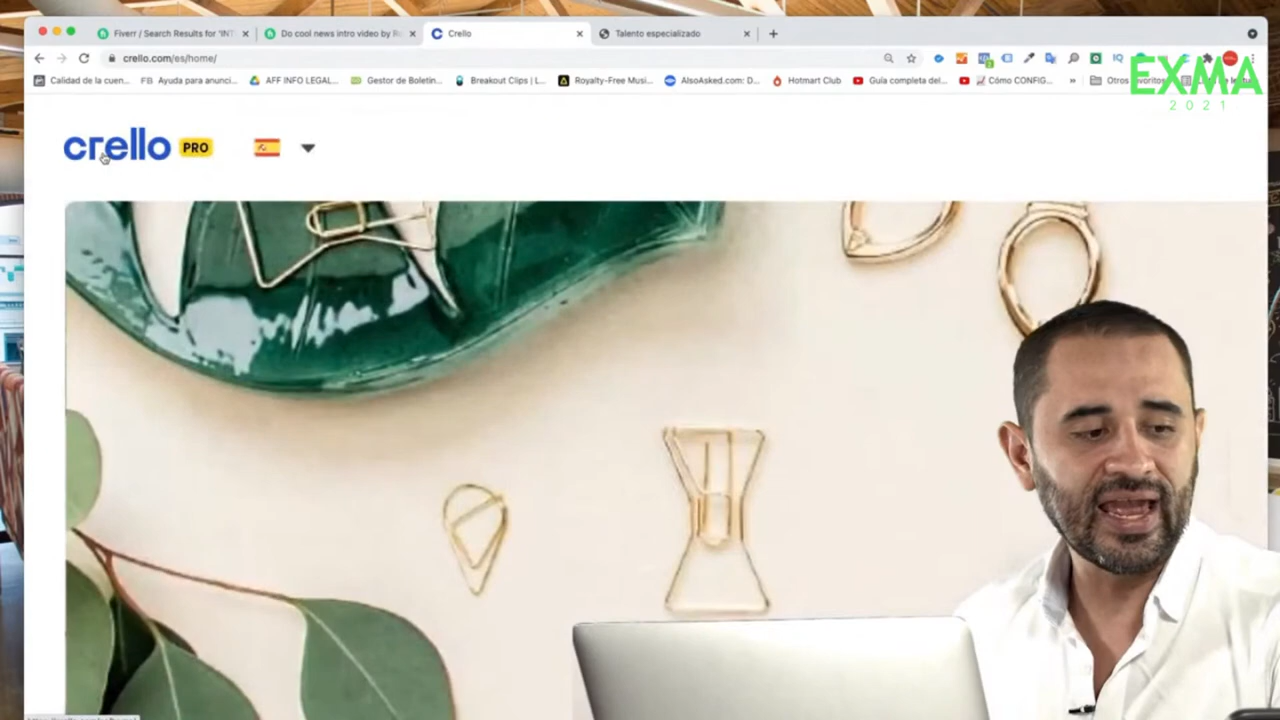 Fiverr / Search Results for 'INT
Do cool news intro video by R
Crello
Talento especializado
crello.com/es/home/
Calidad de la cuen...
FB Ayuda para anunci...
AFF INFO LEGAL...
Gestor de Boletin...
Breakout Clips | L...
Royalty-Free Musi...
AlsoAsked.com: D...
Hotmart Club
Guía completa del...
Cómo CONFIG...
Otros favoritos
EXMA
2021
crello PRO